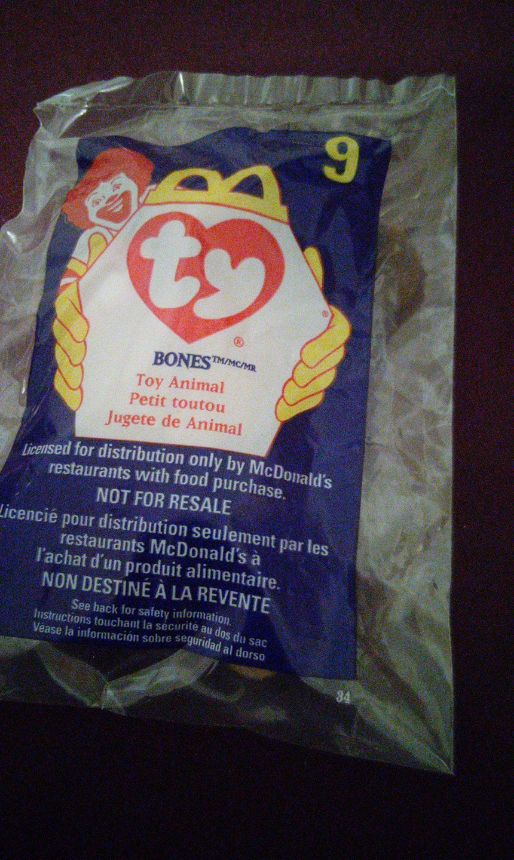 9
ty
®
®
BONES™/MC/MR
Toy Animal
Petit toutou
Jugete de Animal
Licensed for distribution only by McDonald's
restaurants with food purchase.
NOT FOR RESALE
Licencié pour distribution seulement par les
restaurants McDonald's à
l'achat d'un produit alimentaire.
NON DESTINÉ À LA REVENTE
See back for safety information.
Instructions touchant la securite au dos du sac
Vease la información sobre seguridad al dorso
34